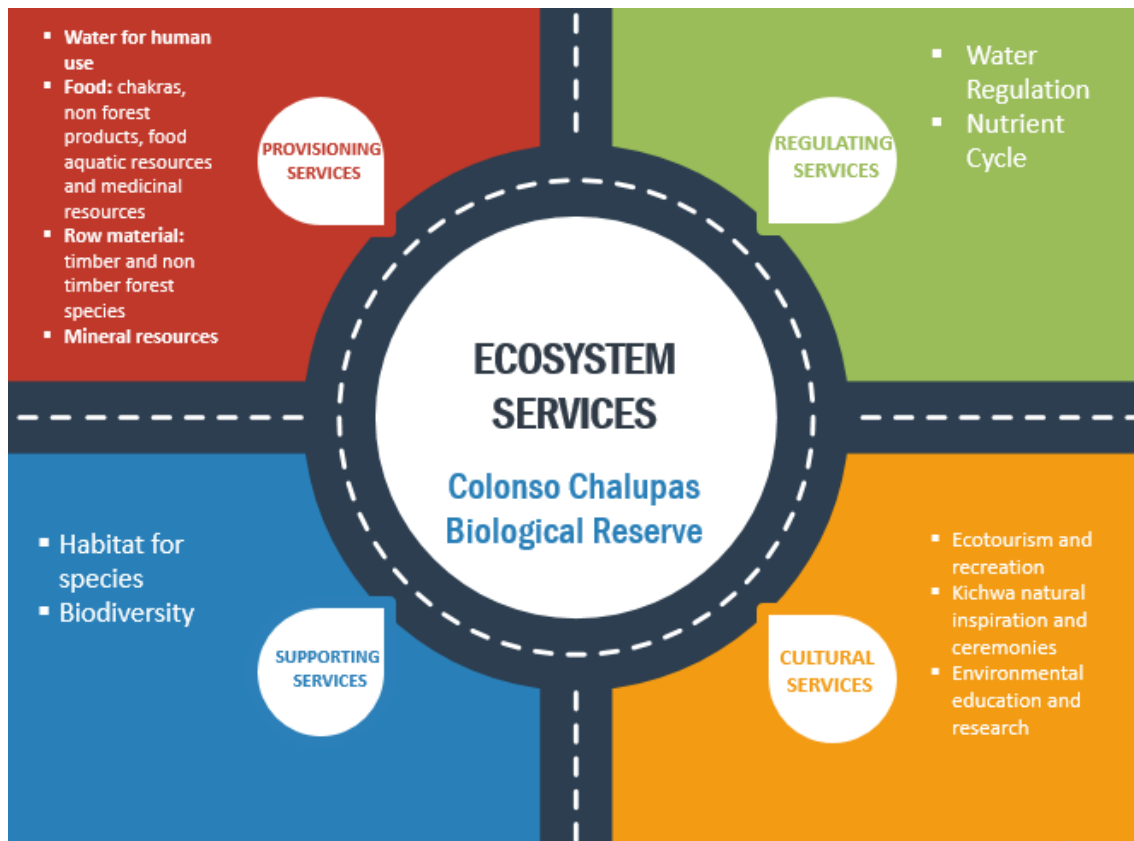 ▪ Water for human
use
▪ Food: chakras,
non forest
products, food
aquatic resources
and medicinal
resources
▪ Row material:
timber and non
timber forest
species
▪ Mineral resources
PROVISIONING
SERVICES
REGULATING
SERVICES
▪ Water
Regulation
▪ Nutrient
Cycle
ECOSYSTEM
SERVICES
Colonso Chalupas
Biological Reserve
▪ Habitat for
species
▪ Biodiversity
SUPPORTING
SERVICES
CULTURAL
SERVICES
▪ Ecotourism and
recreation
▪ Kichwa natural
inspiration and
ceremonies
▪ Environmental
education and
research